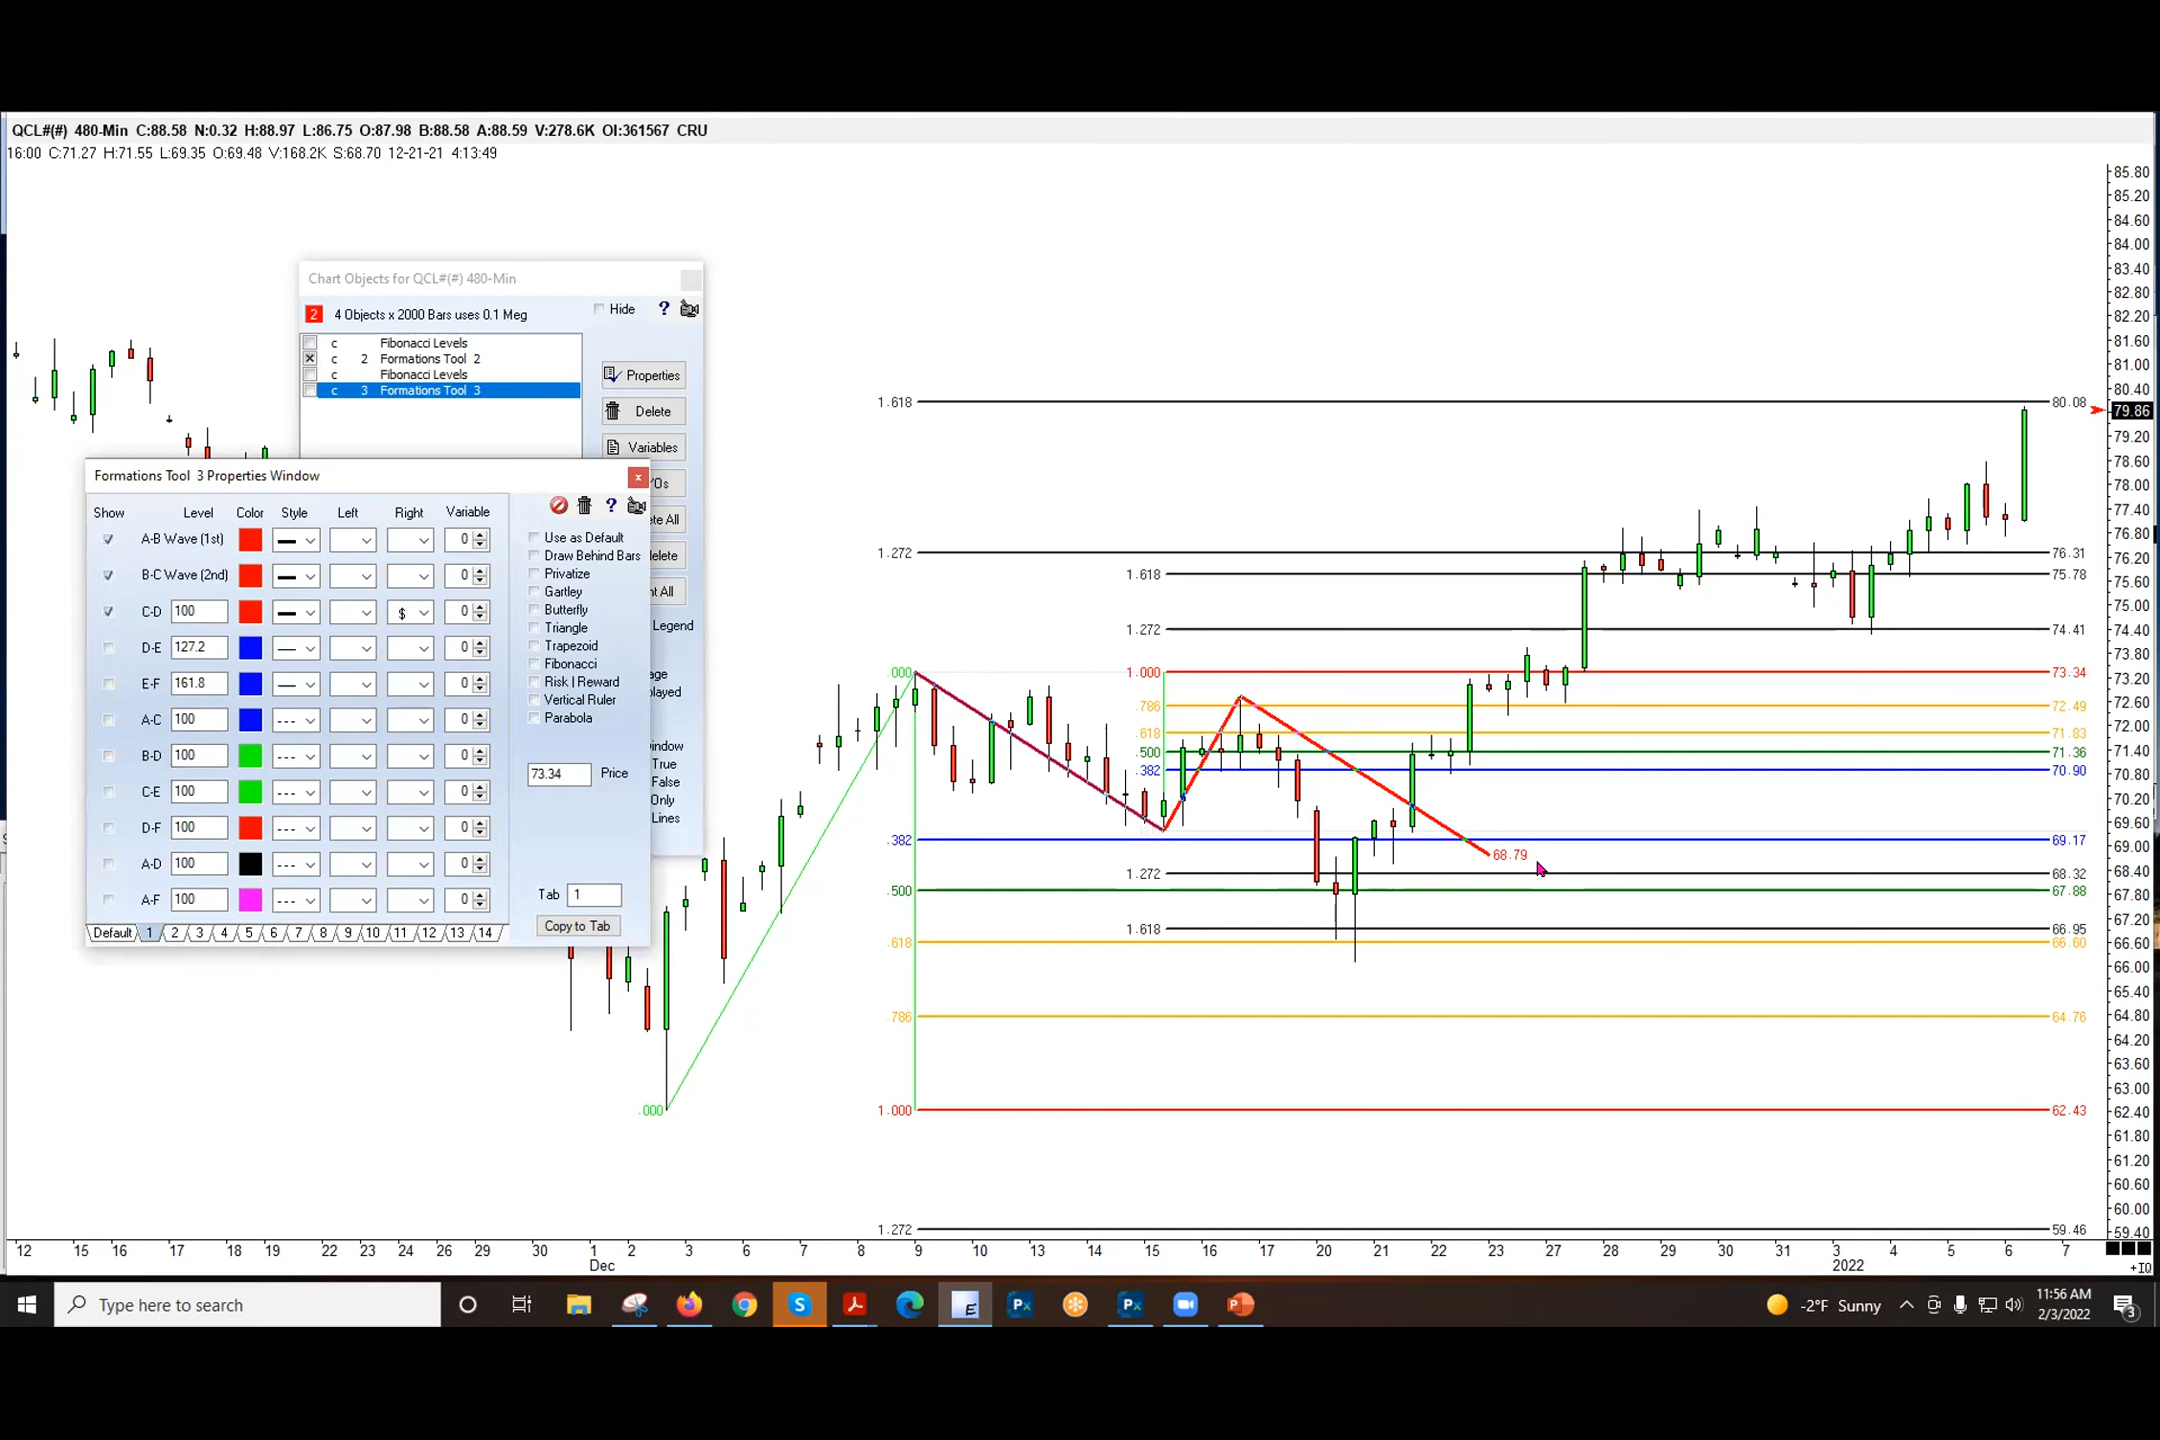 QCL#(#) 480-Min C:88.58 N:0.32 H:88.97 L:86.75 O:87.98 B:88.58 A:88.59 V:278.6K OI:361567 CRU
16:00 C:71.27 H:71.55 L:69.35 O:69.48 V:168.2K S:68.70 12-21-21 4:13:49
Chart Objects for QCL#(#) 480-Min
2 4 Objects x 2000 Bars uses 0.1 Meg Hide ?
c Fibonacci Levels
c 2 Formations Tool 2
c Fibonacci Levels
c 3 Formations Tool 3
Properties
Delete
Variables
Os
ete All
elete
nt All
Legend
age
played
indow
True
False
Only
Lines
Formations Tool 3 Properties Window x
Show Level Color Style Left Right Variable ?
A-B Wave (1st) 0
B-C Wave (2nd) 0
C-D 100 $ 0
D-E 127.2 0
E-F 161.8 0
A-C 100 0
B-D 100 0
C-E 100 0
D-F 100 0
A-D 100 0
A-F 100 0
Use as Default
Draw Behind Bars
Privatize
Gartley
Butterfly
Triangle
Trapezoid
Fibonacci
Risk | Reward
Vertical Ruler
Parabola
73.34 Price
Tab 1
Copy to Tab
Default 1 2 3 4 5 6 7 8 9 10 11 12 13 14
1.618 80.08
1.272 76.31
1.618 75.78
1.272 74.41
.000 1.000 73.34
.786 72.49
.618 71.83
.500 71.36
.382 70.90
.382 69.17
68.79
1.272 68.32
.500 67.88
1.618 66.95
.618 66.60
.786 64.76
.000 1.000 62.43
1.272 59.46
85.80
85.20
84.60
84.00
83.40
82.80
82.20
81.60
81.00
80.40
79.86
79.20
78.60
78.00
77.40
76.80
76.20
75.60
75.00
74.40
73.80
73.20
72.60
72.00
71.40
70.80
70.20
69.60
69.00
68.40
67.80
67.20
66.60
66.00
65.40
64.80
64.20
63.60
63.00
62.40
61.80
61.20
60.60
60.00
59.40
12 15 16 17 18 19 22 23 24 26 29 30 1 2 3 6 7 8 9 10 13 14 15 16 17 20 21 22 23 27 28 29 30 31 3 4 5 6 7
Dec 2022 +IQ
Type here to search
-2°F Sunny
11:56 AM
2/3/2022
3